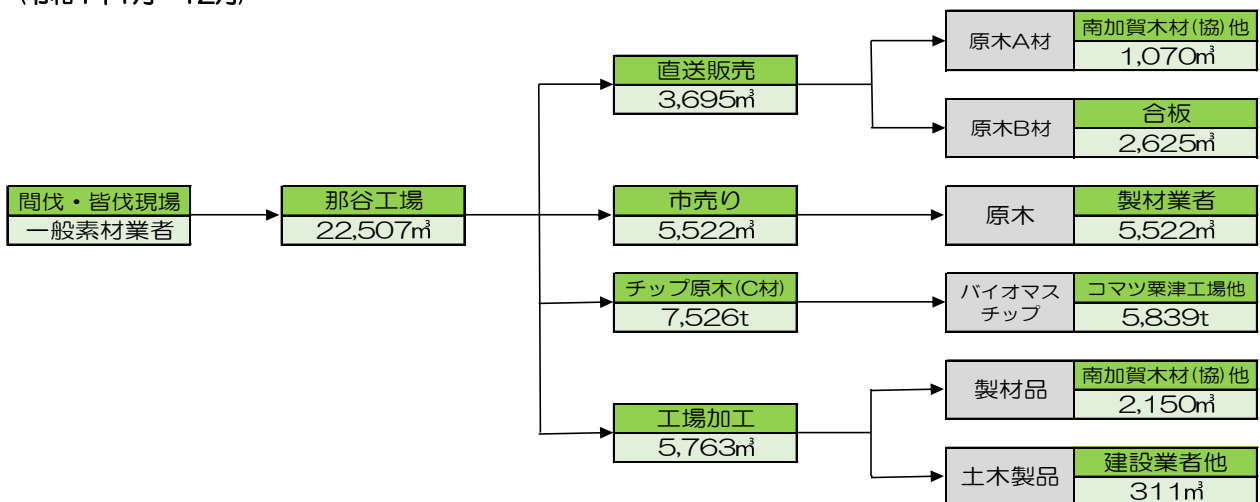 間伐・皆伐現場
一般素材業者
那谷工場
22,507㎥
直送販売
3,695㎥
原木A材
南加賀木材(協)他
1,070㎥
原木B材
合板
2,625㎥
市売り
5,522㎥
原木
製材業者
5,522㎥
チップ原木(C材)
7,526t
バイオマス
チップ
コマツ粟津工場他
5,839t
工場加工
5,763㎥
製材品
南加賀木材(協)他
2,150㎥
土木製品
建設業者他
311㎥